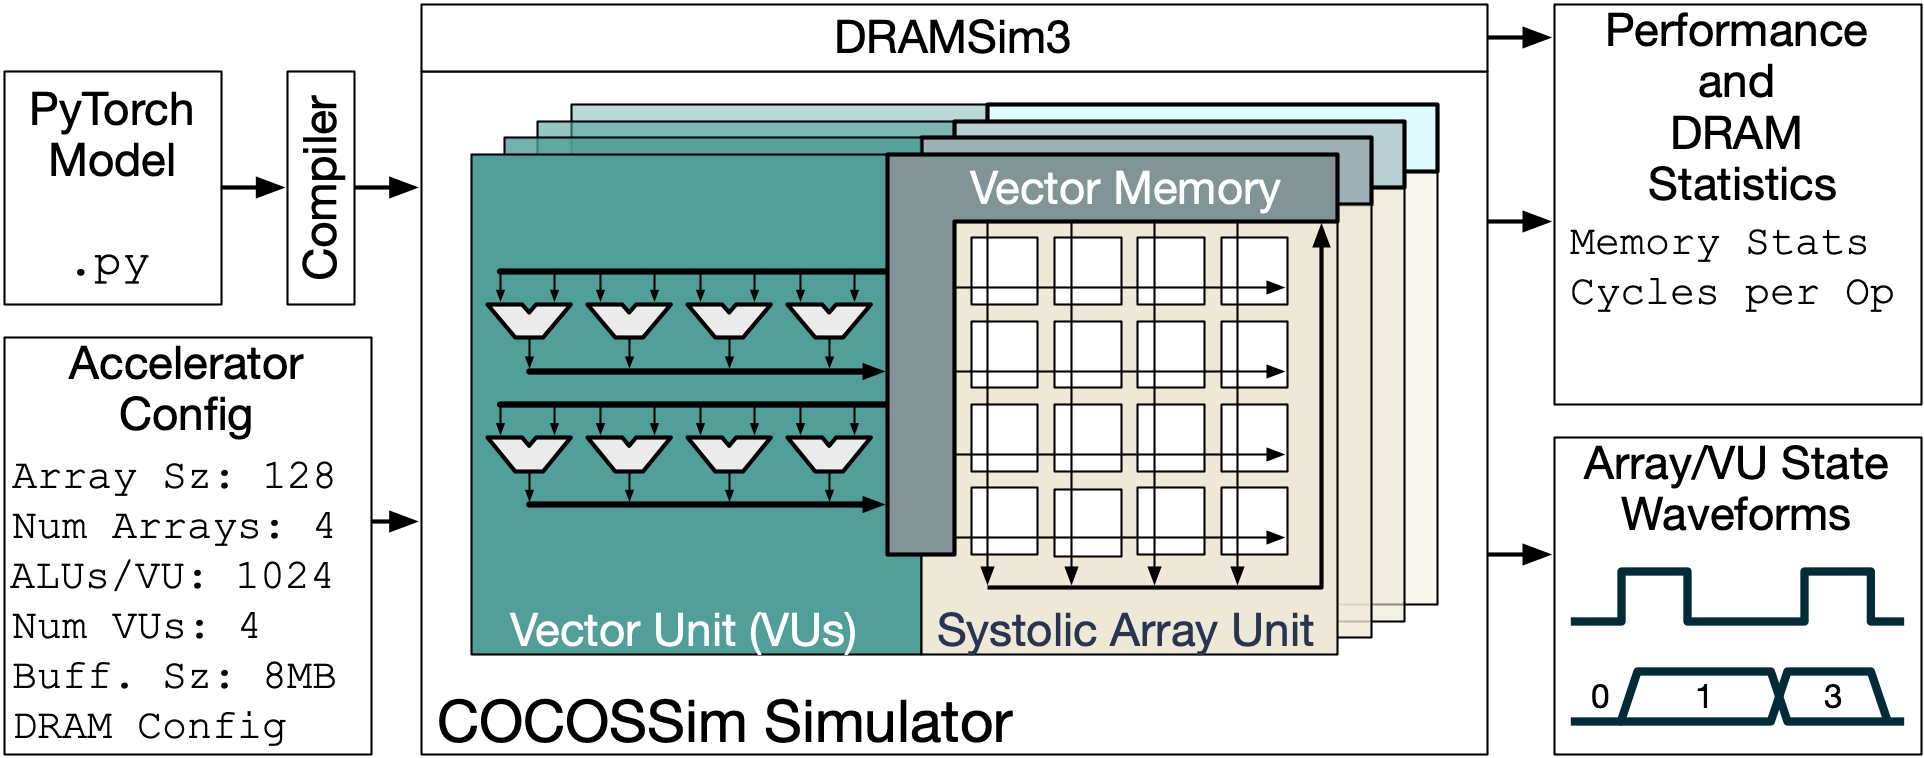 PyTorch
Model
.py
Compiler
Accelerator
Config
Array Sz: 128
Num Arrays: 4
ALUs/VU: 1024
Num VUs: 4
Buff. Sz: 8MB
DRAM Config
DRAMSim3
Vector Memory
Vector Unit (VUs)
Systolic Array Unit
COCOSSim Simulator
Performance
and
DRAM
Statistics
Memory Stats
Cycles per Op
Array/VU State
Waveforms
0 1 3